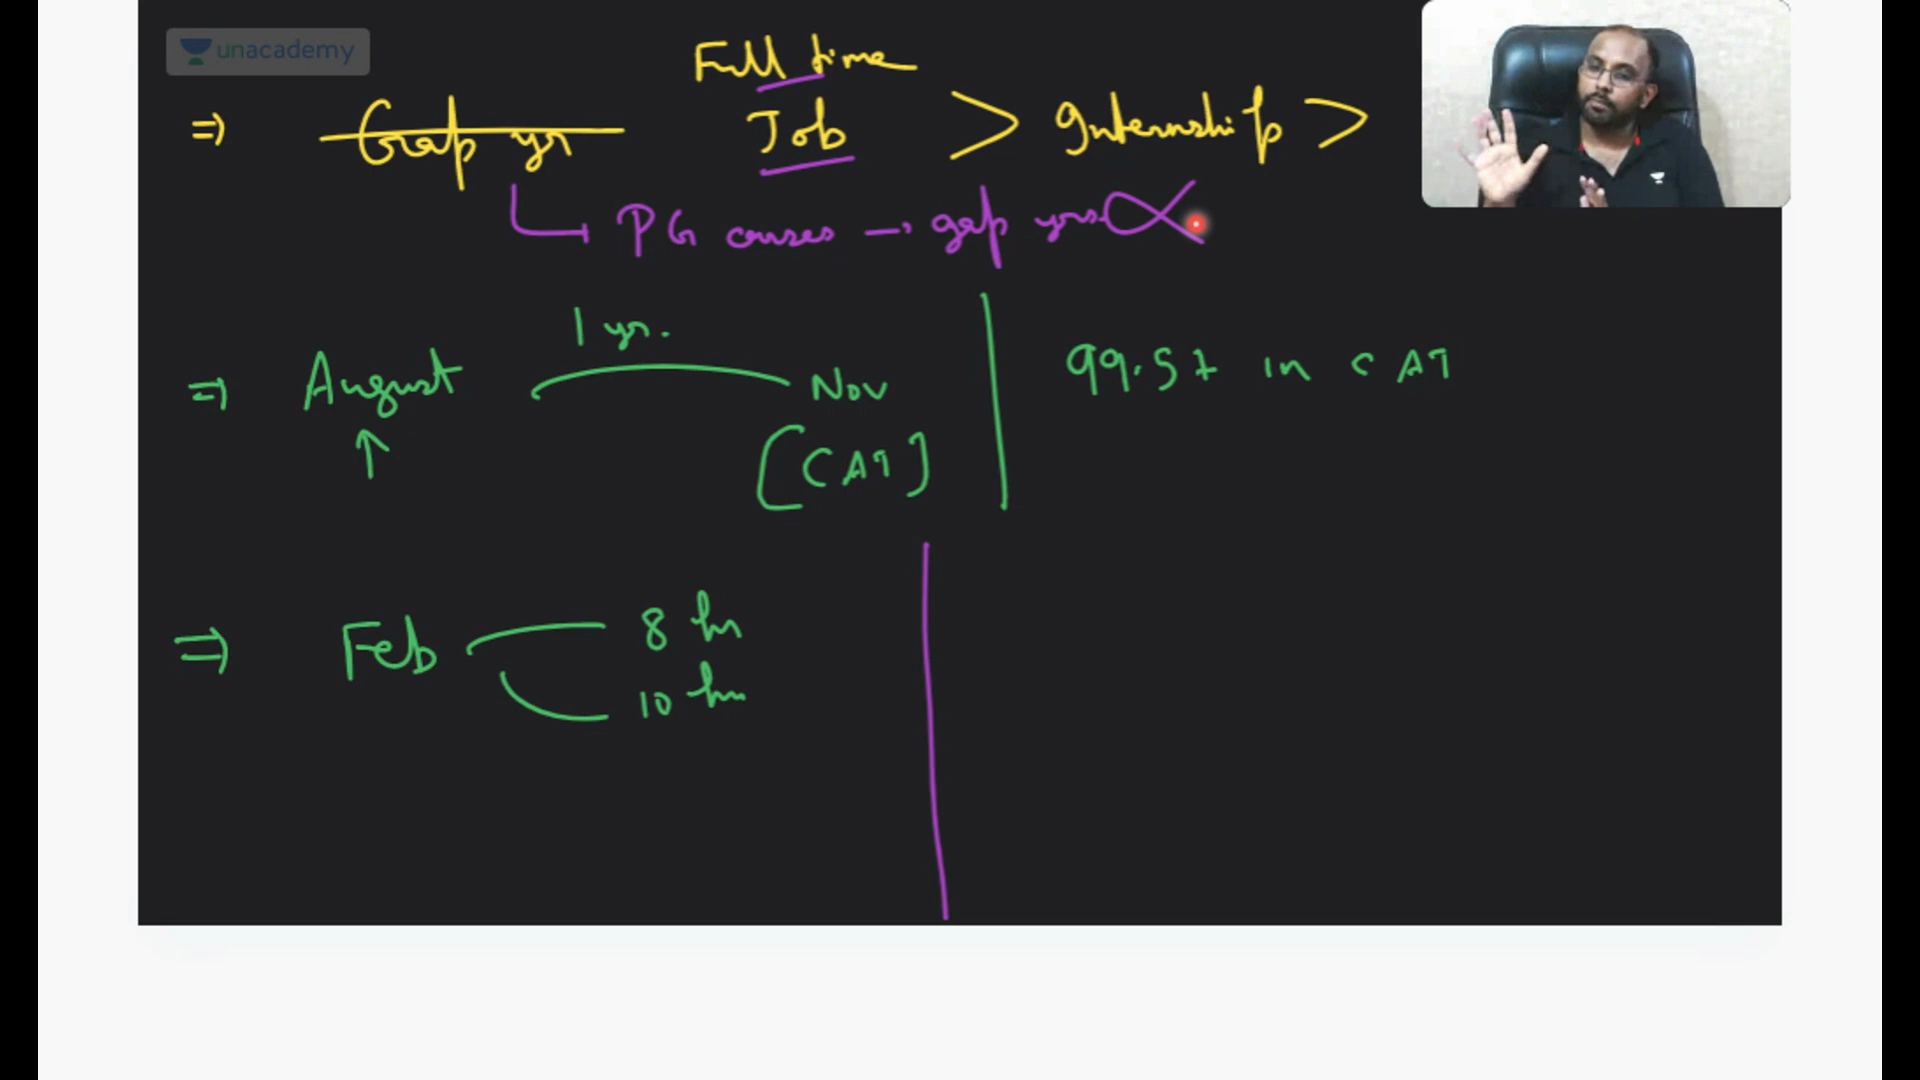 unacademy
Full time
⇒ Gap yr Job > Internship >
PG courses → gap yrs
1 yr.
⇒ August Nov
↑ [CAT]
99.5+ in CAT
8 hr
⇒ Feb
10 hr